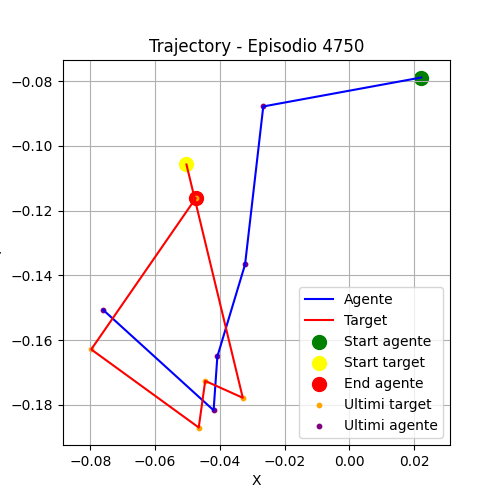 Trajectory - Episodio 4750
−0.08
−0.10
−0.12
−0.14
−0.16
−0.18
Agente
Target
Start agente
Start target
End agente
Ultimi target
Ultimi agente
−0.08 −0.06 −0.04 −0.02 0.00 0.02
X